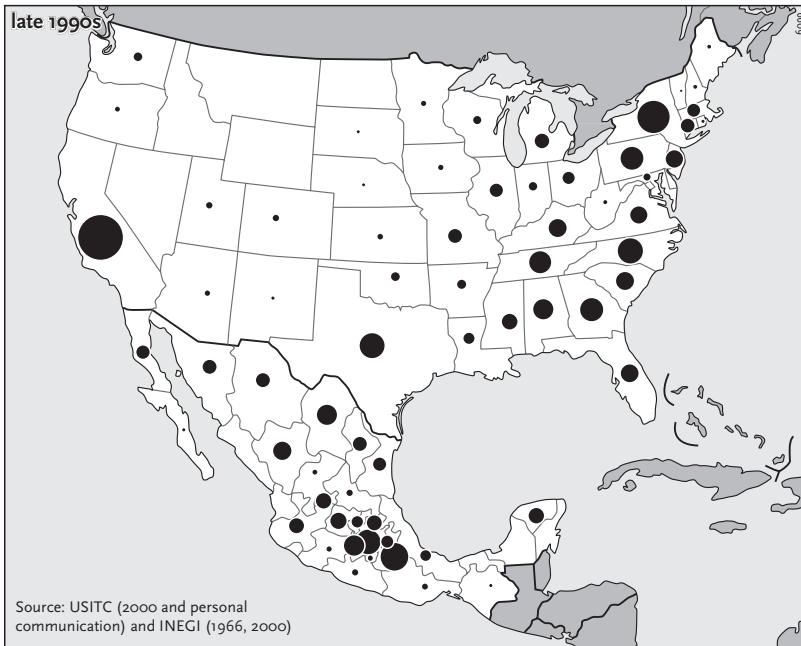 late 1990s
Source: USITC (2000 and personal
communication) and INEGI (1966, 2000)